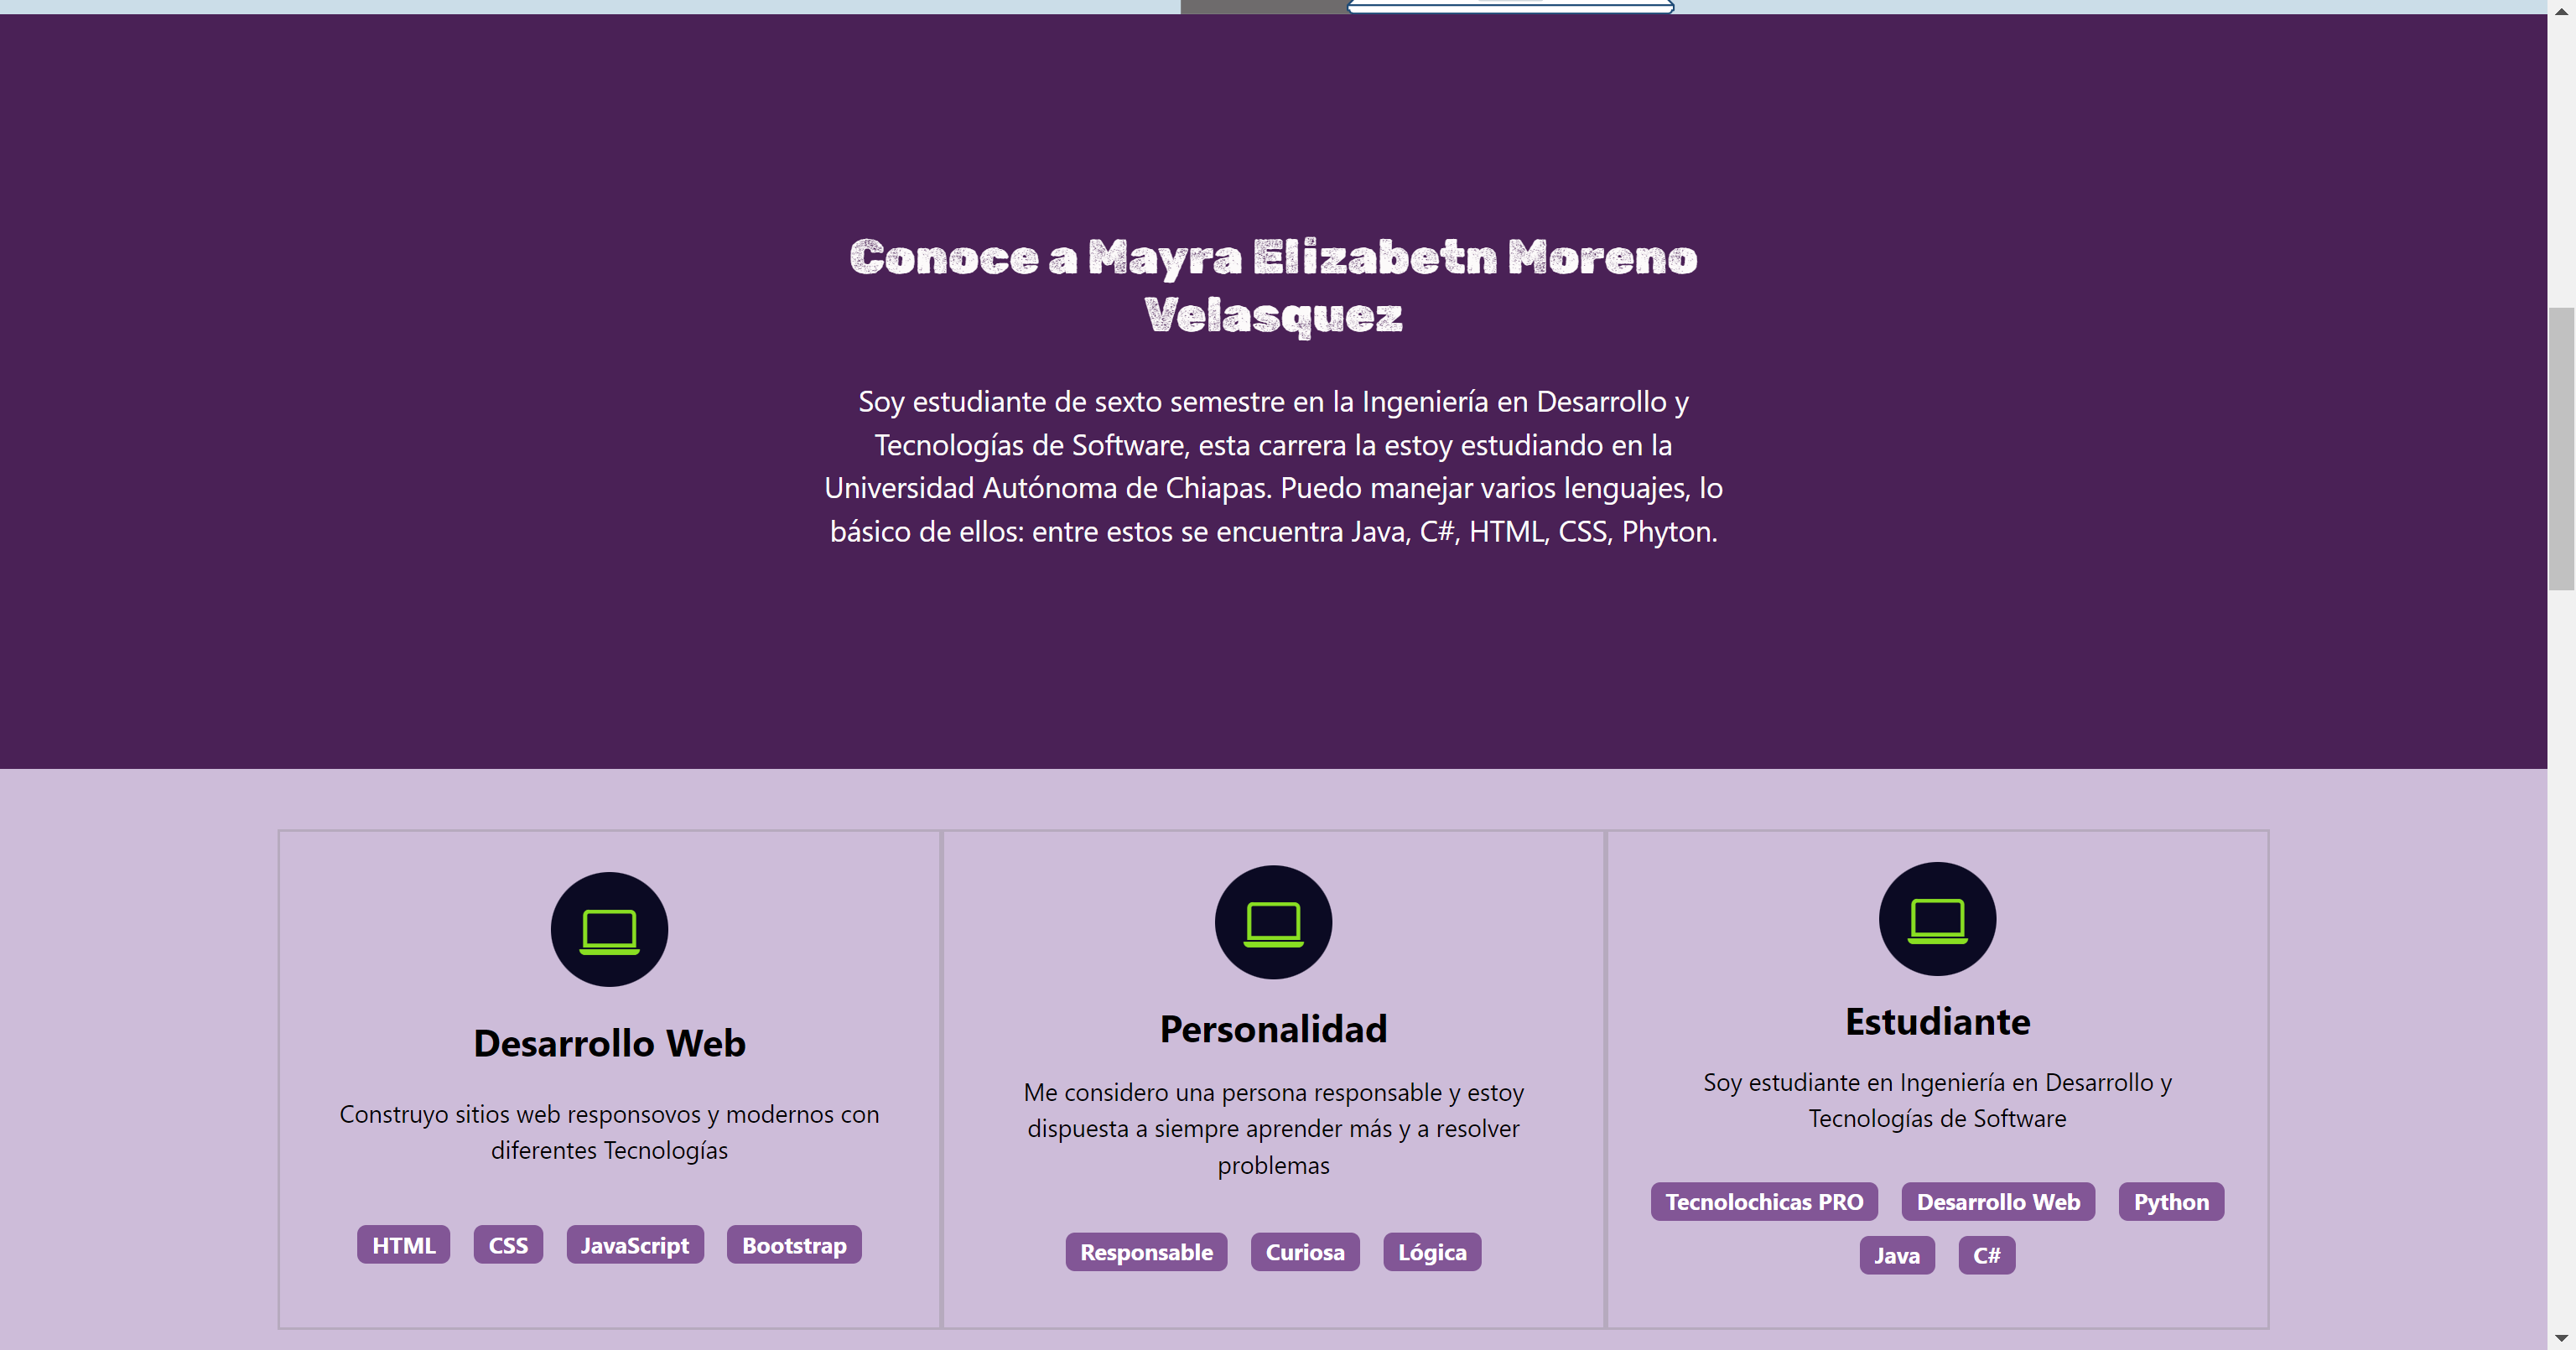 Conoce a Mayra Elizabetn Moreno
Velasquez
Soy estudiante de sexto semestre en la Ingeniería en Desarrollo y
Tecnologías de Software, esta carrera la estoy estudiando en la
Universidad Autónoma de Chiapas. Puedo manejar varios lenguajes, lo
básico de ellos: entre estos se encuentra Java, C#, HTML, CSS, Phyton.
Desarrollo Web
Construyo sitios web responsovos y modernos con
diferentes Tecnologías
HTML CSS JavaScript Bootstrap
Personalidad
Me considero una persona responsable y estoy
dispuesta a siempre aprender más y a resolver
problemas
Responsable Curiosa Lógica
Estudiante
Soy estudiante en Ingeniería en Desarrollo y
Tecnologías de Software
Tecnolochicas PRO Desarrollo Web Python
Java C#